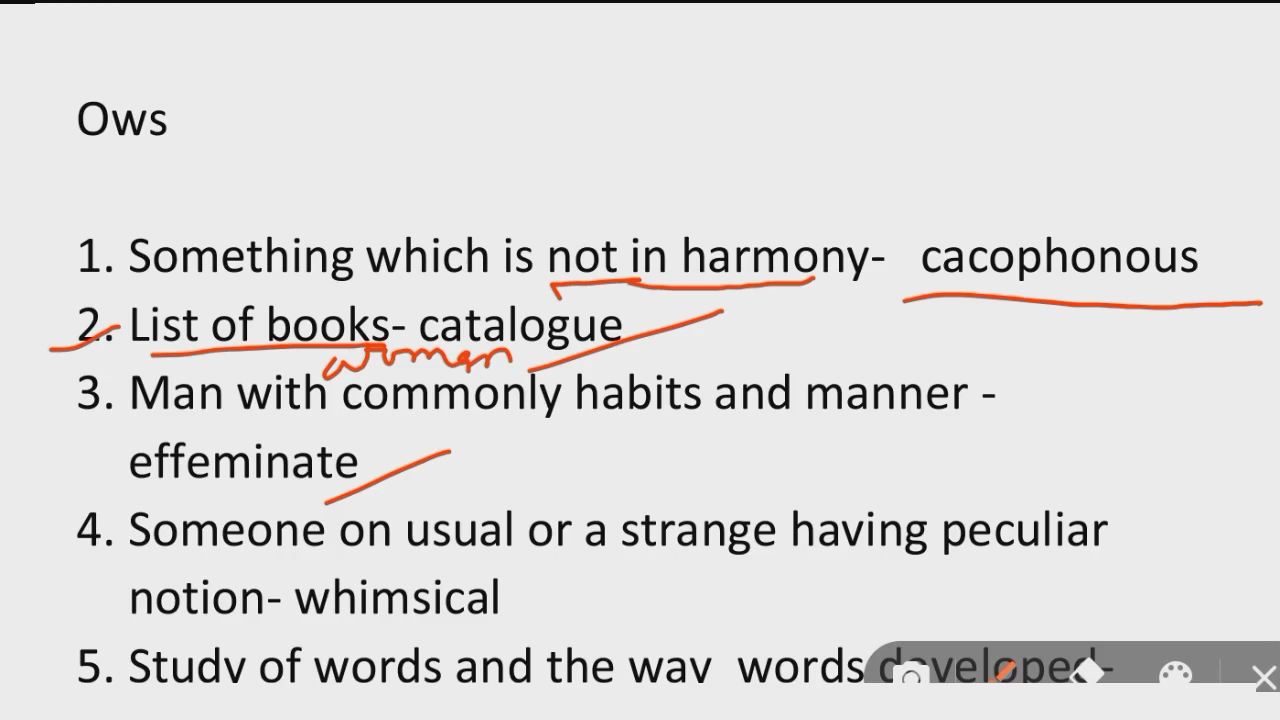 Ows
1. Something which is not in harmony- cacophonous
2. List of books- catalogue
woman
3. Man with commonly habits and manner -
effeminate
4. Someone on usual or a strange having peculiar
notion- whimsical
5. Study of words and the way words developed-